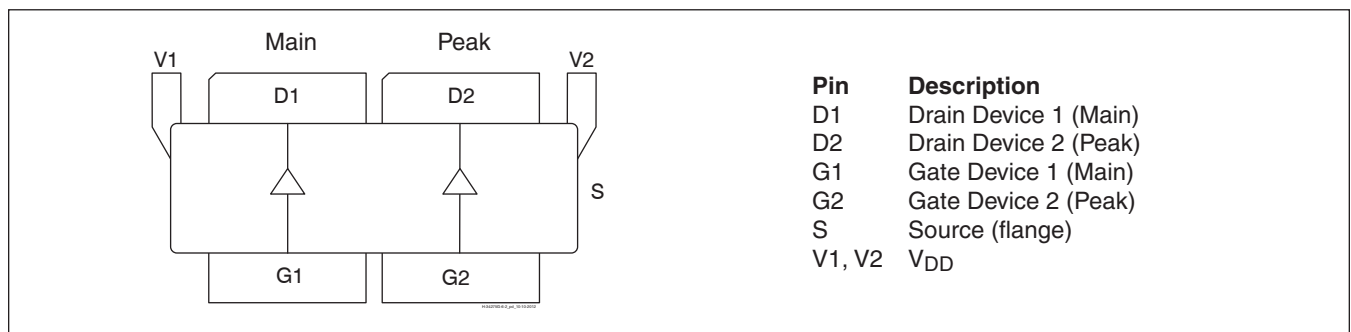 Main Peak
V1 V2
D1 D2
S
G1 G2
Pin Description
D1 Drain Device 1 (Main)
D2 Drain Device 2 (Peak)
G1 Gate Device 1 (Main)
G2 Gate Device 2 (Peak)
S Source (flange)
V1, V2 VDD